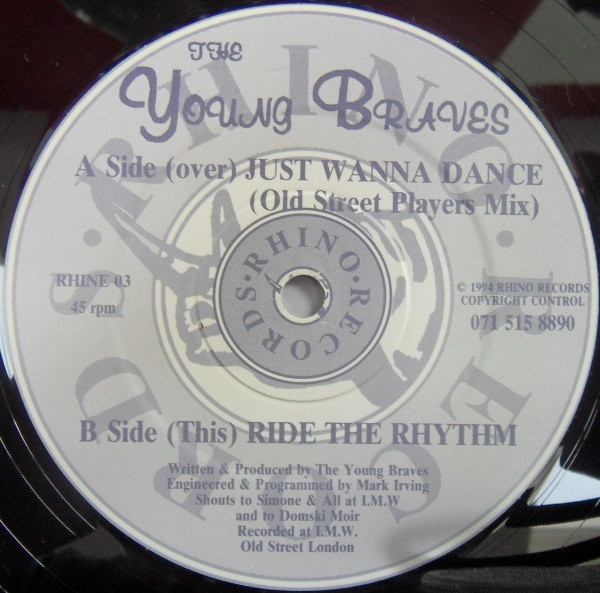 THE
YOUNG BRAVES
A Side (over) JUST WANNA DANCE
(Old Street Players Mix)
RHINO RECORDS
RHINO · RECORDS ·
RHINE 03
45 rpm
© 1994 RHINO RECORDS
COPYRIGHT CONTROL
071 515 8890
B Side (This) RIDE THE RHYTHM
Written & Produced by The Young Braves
Engineered & Programmed by Mark Irving
Shouts to Simone & All at I.M.W
and to Domski Moir
Recorded at I.M.W.
Old Street London